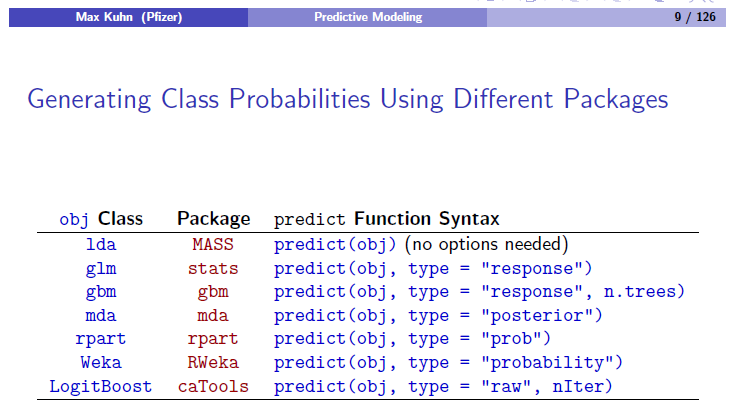 Max Kuhn (Pfizer) Predictive Modeling 9 / 126
Generating Class Probabilities Using Different Packages
obj Class Package predict Function Syntax
lda MASS predict(obj) (no options needed)
glm stats predict(obj, type = "response")
gbm gbm predict(obj, type = "response", n.trees)
mda mda predict(obj, type = "posterior")
rpart rpart predict(obj, type = "prob")
Weka RWeka predict(obj, type = "probability")
LogitBoost caTools predict(obj, type = "raw", nIter)